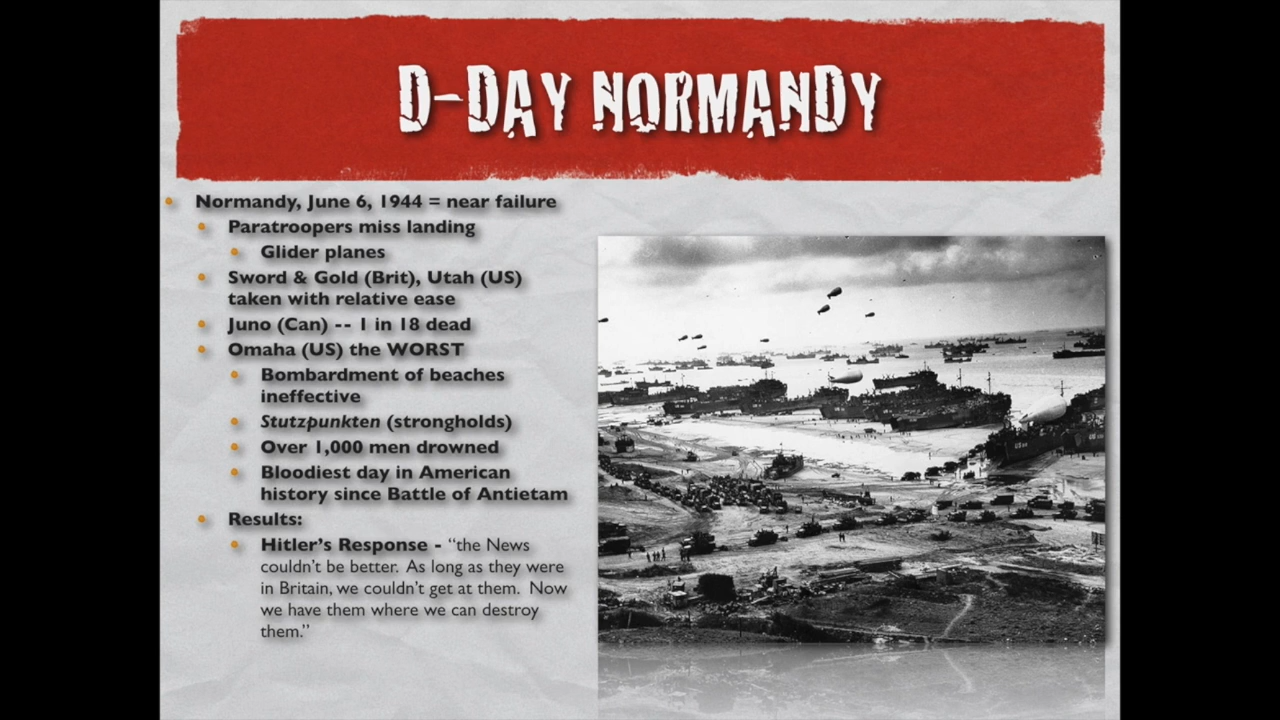 D-DAY NORMANDY
Normandy, June 6, 1944 = near failure
Paratroopers miss landing
Glider planes
Sword & Gold (Brit), Utah (US)
taken with relative ease
Juno (Can) -- 1 in 18 dead
Omaha (US) the WORST
Bombardment of beaches
ineffective
Stutzpunkten (strongholds)
Over 1,000 men drowned
Bloodiest day in American
history since Battle of Antietam
Results:
Hitler’s Response - “the News
couldn’t be better. As long as they were
in Britain, we couldn’t get at them. Now
we have them where we can destroy
them.”